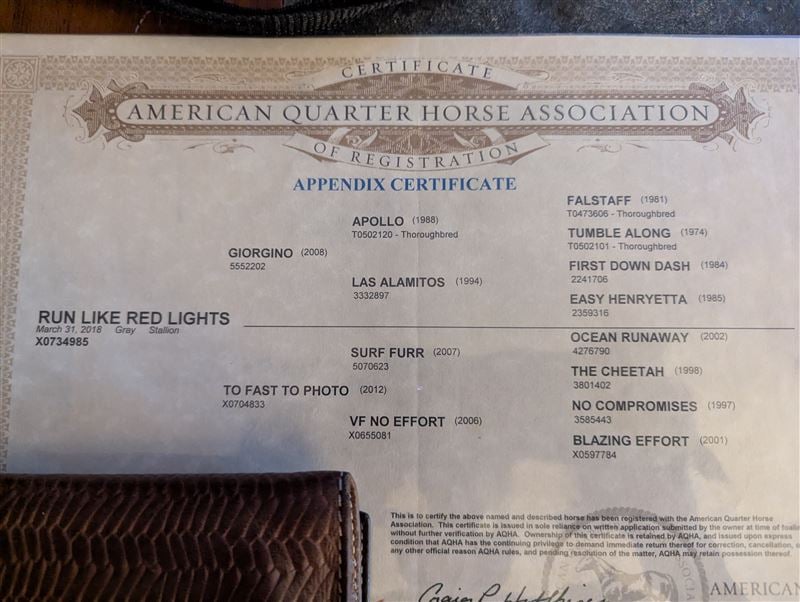 CERTIFICATE
AMERICAN QUARTER HORSE ASSOCIATION
OF REGISTRATION
APPENDIX CERTIFICATE
FALSTAFF (1981)
T0473606 - Thoroughbred
APOLLO (1988)
T0502120 - Thoroughbred
TUMBLE ALONG (1974)
T0502101 - Thoroughbred
GIORGINO (2008)
5552202
FIRST DOWN DASH (1984)
2241706
LAS ALAMITOS (1994)
3332897
EASY HENRYETTA (1985)
2359316
RUN LIKE RED LIGHTS
March 31, 2018 Gray Stallion
X0734985
OCEAN RUNAWAY (2002)
4276790
SURF FURR (2007)
5070623
THE CHEETAH (1998)
3801402
TO FAST TO PHOTO (2012)
X0704833
NO COMPROMISES (1997)
3585443
VF NO EFFORT (2006)
X0655081
BLAZING EFFORT (2001)
X0597784
This is to certify the above named and described horse has been registered with the American Quarter Horse
Association. This certificate is issued in sole reliance on written application submitted by the owner at time of
without further verification by AQHA. Ownership of this certificate is retained by AQHA, and issued upon express
condition that AQHA has the continuing privilege to demand immediate return thereof for correction, cancellation,
any other official reason AQHA rules, and pending resolution of the matter, AQHA may retain possession thereof.
AMERICAN